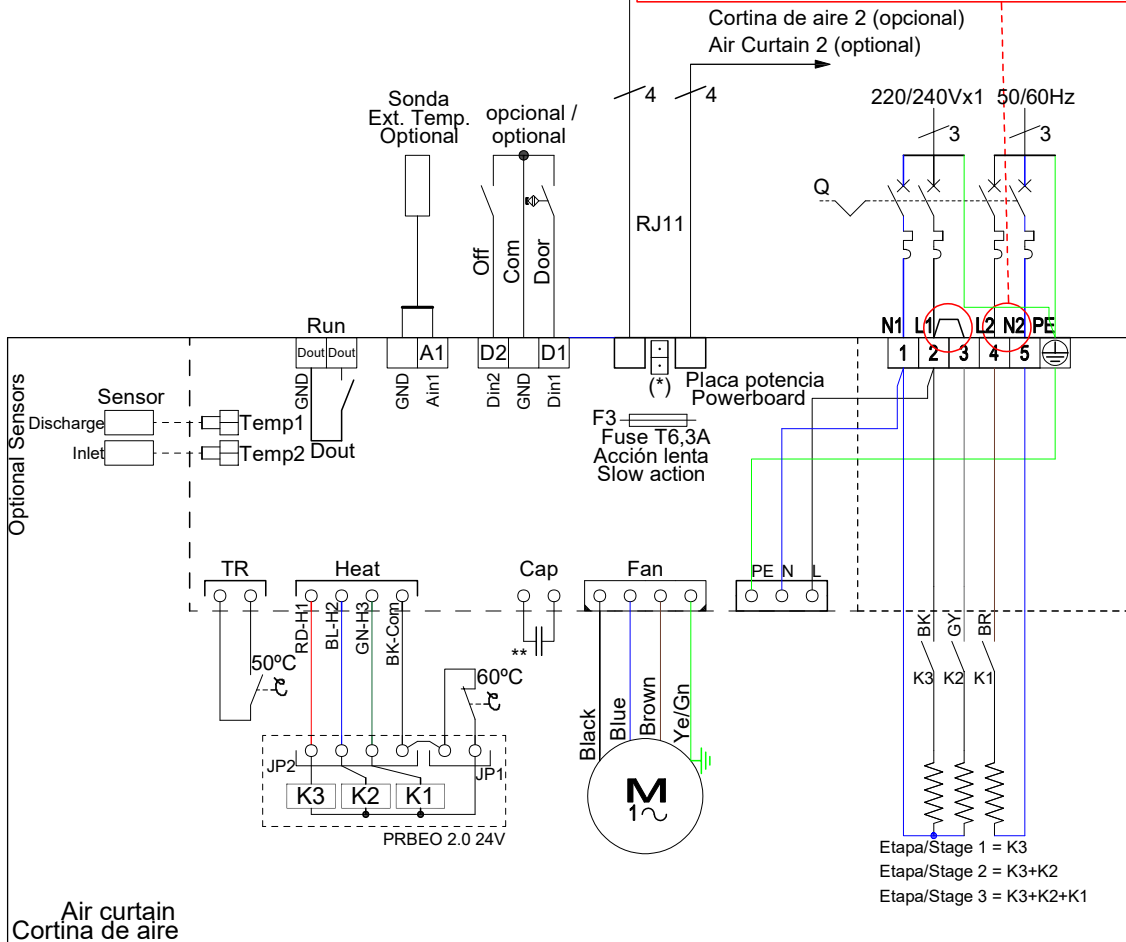 Cortina de aire 2 (opcional)
Air Curtain 2 (optional)
4
4
220/240Vx1
50/60Hz
3
3
Sonda
Ext. Temp.
Optional
opcional /
optional
Q
RJ11
Off
Com
Door
N1
L1
L2
N2
PE
Run
Dout
Dout
A1
D2
D1
1
2
3
4
5
GND
GND
Ain1
Din2
GND
Din1
(*)
Placa potencia
Powerboard
Optional Sensors
Sensor
Discharge
Temp1
Inlet
Temp2
Dout
F3
Fuse T6,3A
Acción lenta
Slow action
TR
Heat
Cap
Fan
PE
N
L
RD-H1
BL-H2
GN-H3
BK-Com
**
BK
GY
BR
50ºC
60ºC
K3
K2
K1
Black
Blue
Brown
Ye/Gn
JP2
JP1
K3
K2
K1
M
1~
PRBEO 2.0 24V
Etapa/Stage 1 = K3
Etapa/Stage 2 = K3+K2
Etapa/Stage 3 = K3+K2+K1
Air curtain
Cortina de aire